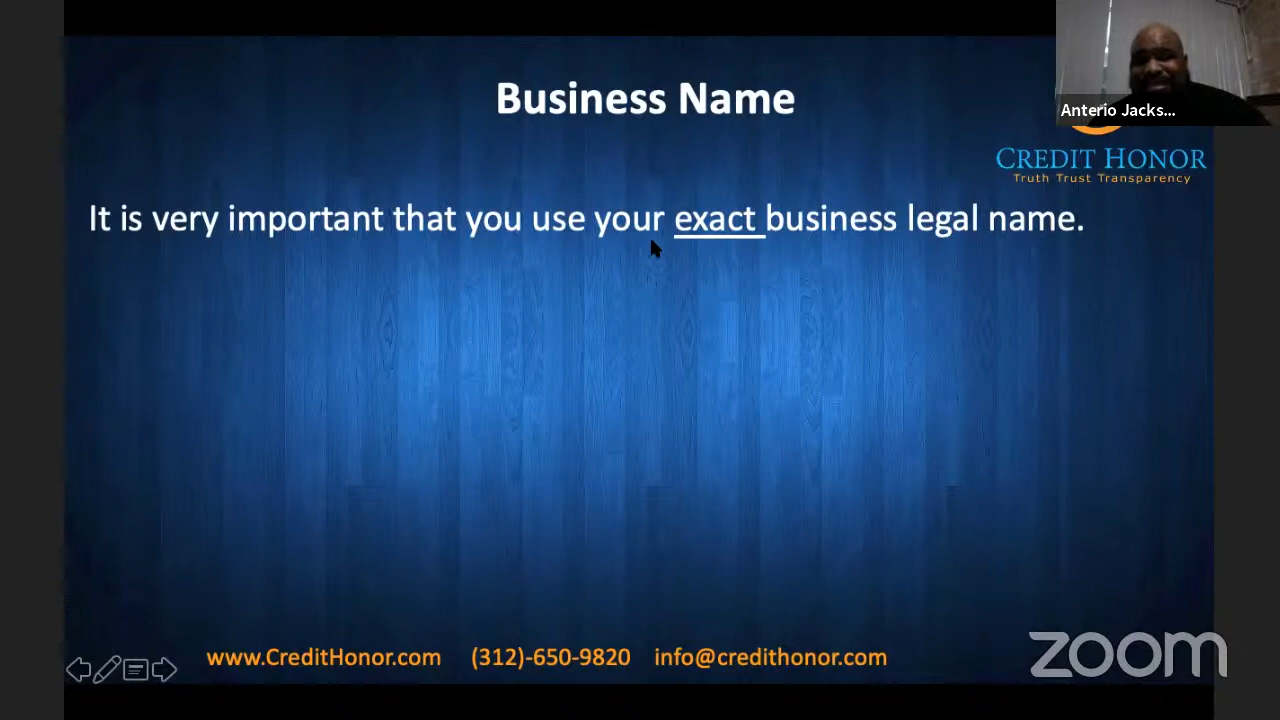 Business Name
Anterio Jacks...
CREDIT HONOR
Truth Trust Transparency
It is very important that you use your exact business legal name.
www.CreditHonor.com (312)-650-9820 info@credithonor.com
zoom